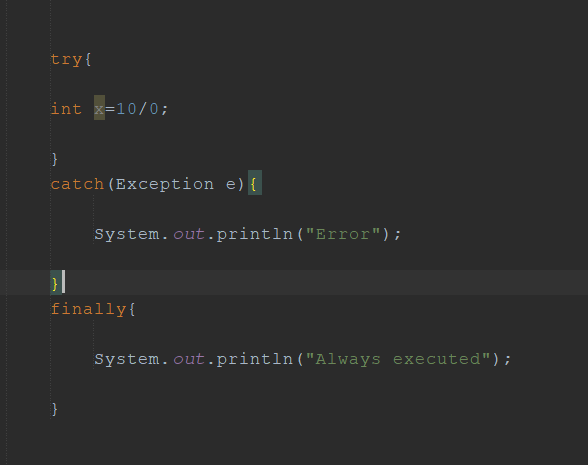 try{
int x=10/0;
}
catch(Exception e){
System.out.println("Error");
}
finally{
System.out.println("Always executed");
}